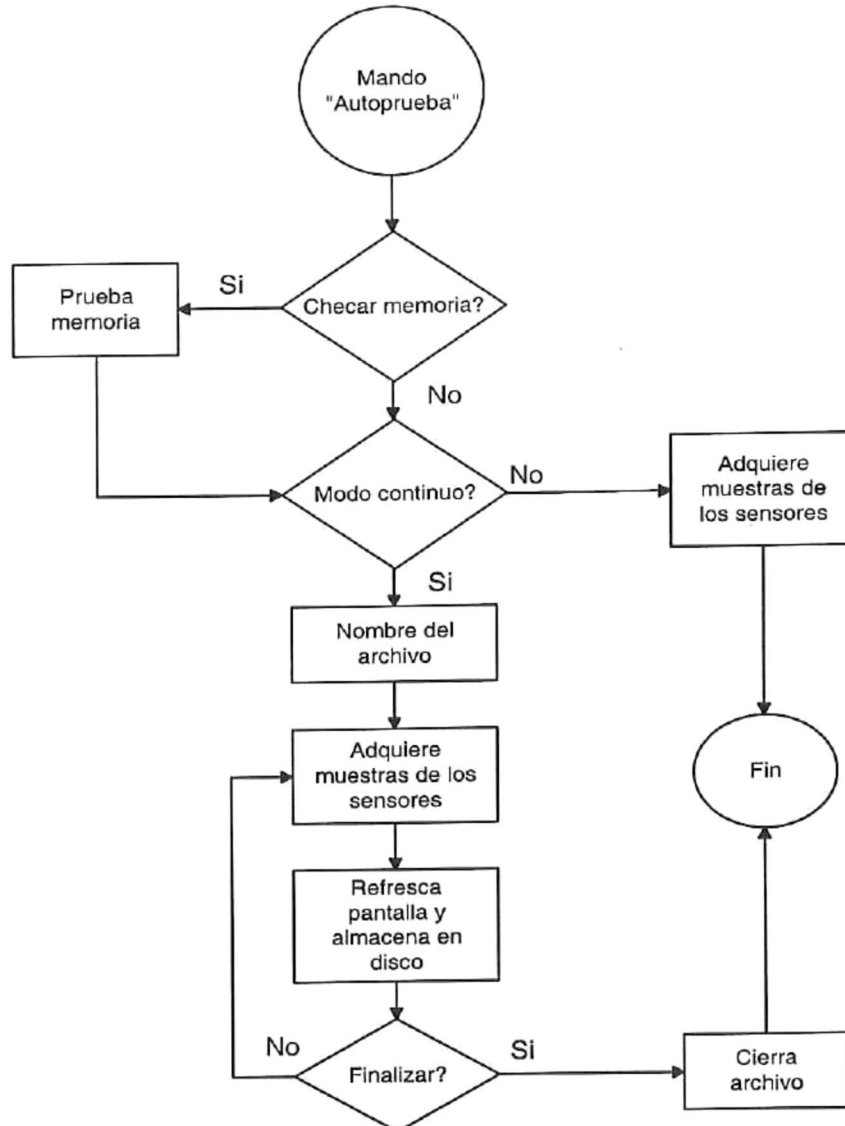 Mando
"Autoprueba"
Si
Prueba
memoria
Checar memoria?
No
Modo continuo?
No
Adquiere
muestras de
los sensores
Si
Nombre del
archivo
Adquiere
muestras de los
sensores
Fin
Refresca
pantalla y
almacena en
disco
No
Finalizar?
Si
Cierra
archivo